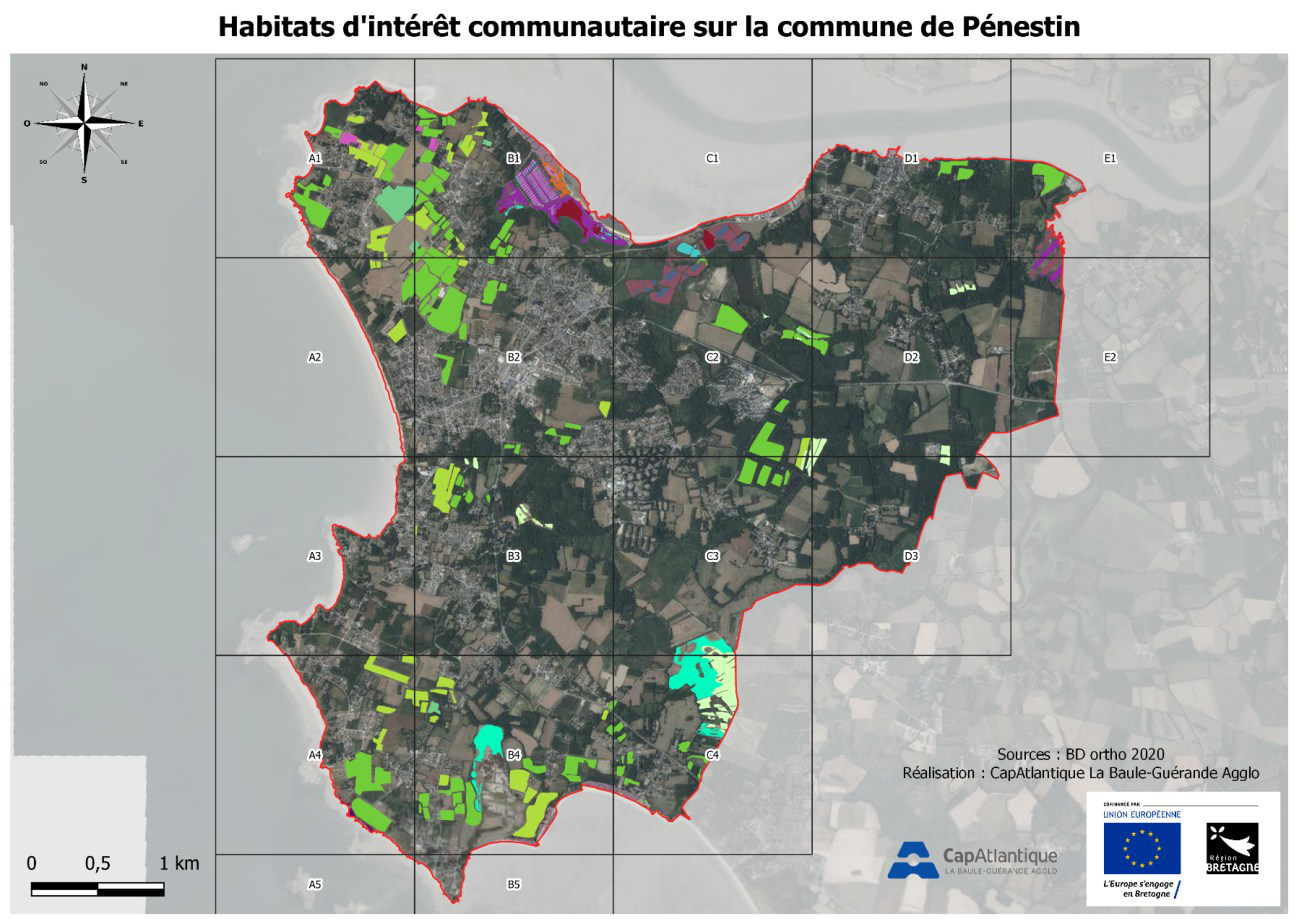 Habitats d'intérêt communautaire sur la commune de Pénestin
N
NO NE
O E
SO SE
S
A1 B1 C1 D1 E1
A2 B2 C2 D2 E2
A3 B3 C3 D3
A4 B4 C4
A5 B5
Sources : BD ortho 2020
Réalisation : CapAtlantique La Baule-Guérande Agglo
0 0,5 1 km
CapAtlantique
LA BAULE-GUÉRANDE AGGLO
COFINANCÉ PAR
UNION EUROPÉENNE
L'Europe s'engage
en Bretagne
Région
BRETAGNE